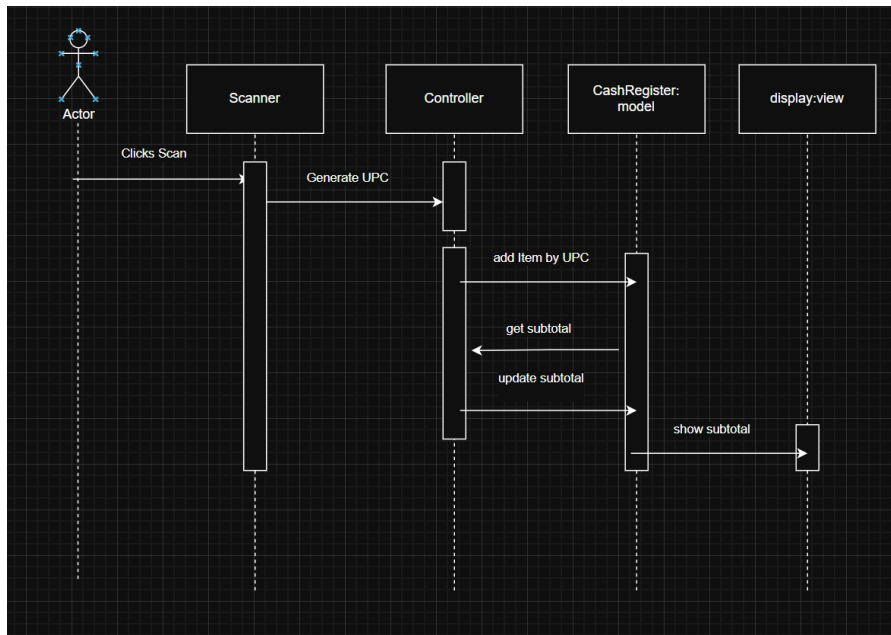 Actor
Scanner
Controller
CashRegister:
model
display:view
Clicks Scan
Generate UPC
add Item by UPC
get subtotal
update subtotal
show subtotal